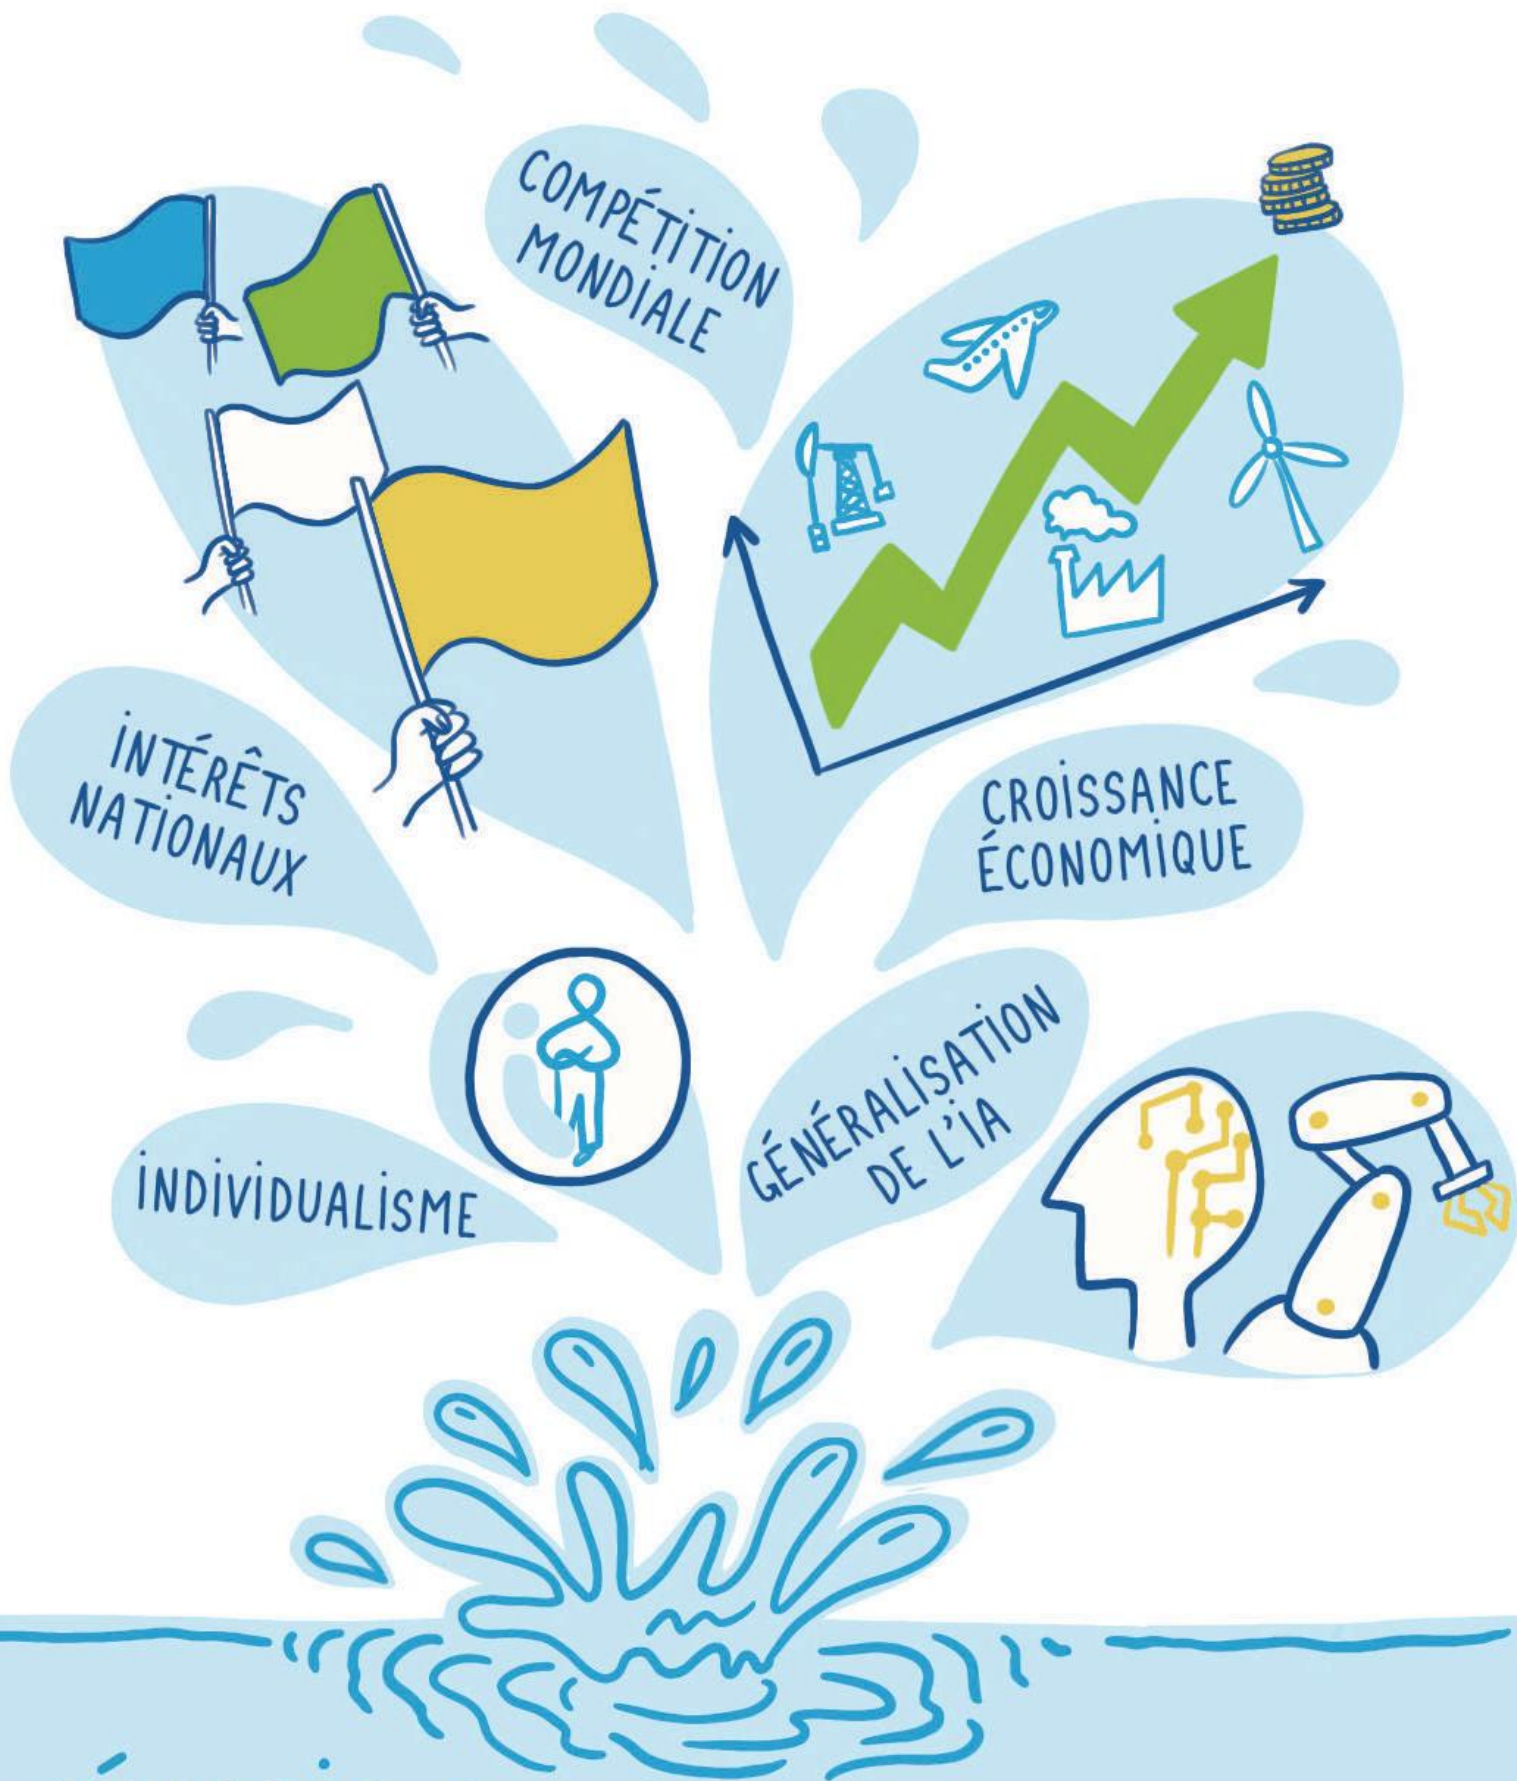 COMPÉTITION
MONDIALE
INTÉRÊTS
NATIONAUX
CROISSANCE
ÉCONOMIQUE
GÉNÉRALISATION
DE L'IA
INDIVIDUALISME